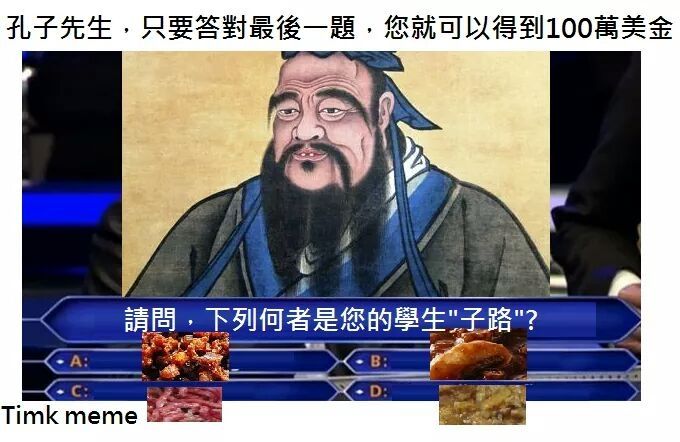 孔子先生，只要答對最後一題，您就可以得到100萬美金
請問，下列何者是您的學生"子路"?
A:
B:
C:
D:
Timk meme